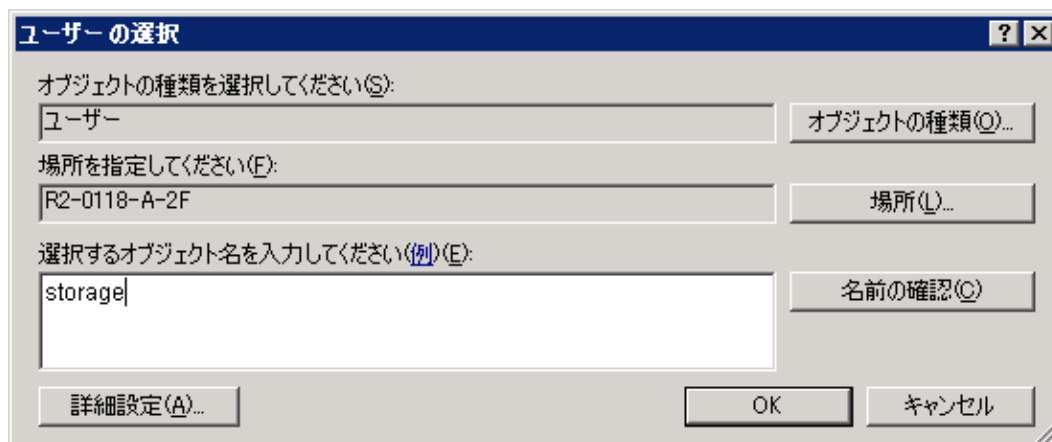 ユーザー の選択
オブジェクトの種類を選択してください(S):
ユーザー
オブジェクトの種類(O)...
場所を指定してください(F):
R2-0118-A-2F
場所(L)...
選択するオブジェクト名を入力してください(例)(E):
storage
名前の確認(C)
詳細設定(A)...
OK
キャンセル